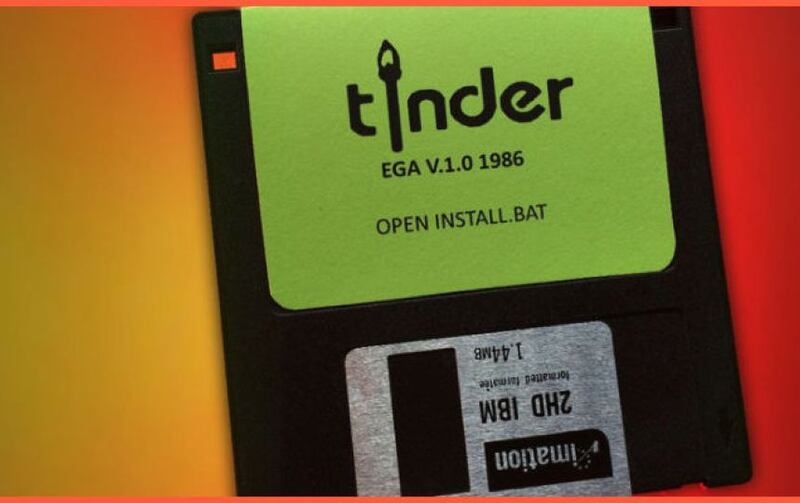 tinder
EGA V.1.0 1986
OPEN INSTALL.BAT
1.44MB
formatted formatée
2HD IBM
imation